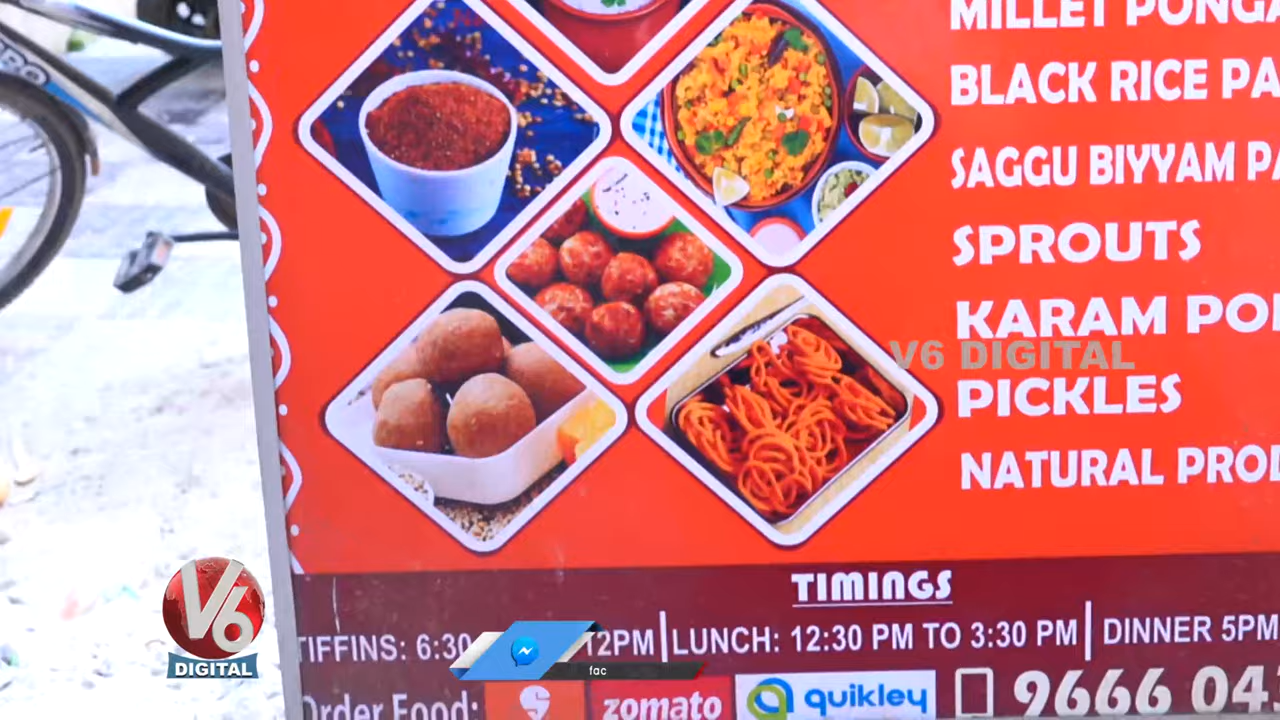 MILLET PONGA
BLACK RICE PA
SAGGU BIYYAM PA
SPROUTS
KARAM PO
V6 DIGITAL
PICKLES
NATURAL PROD
TIMINGS
TIFFINS: 6:30 12PM LUNCH: 12:30 PM TO 3:30 PM DINNER 5PM
Order Food: zomato quikley 9666 04
V6
DIGITAL
fac